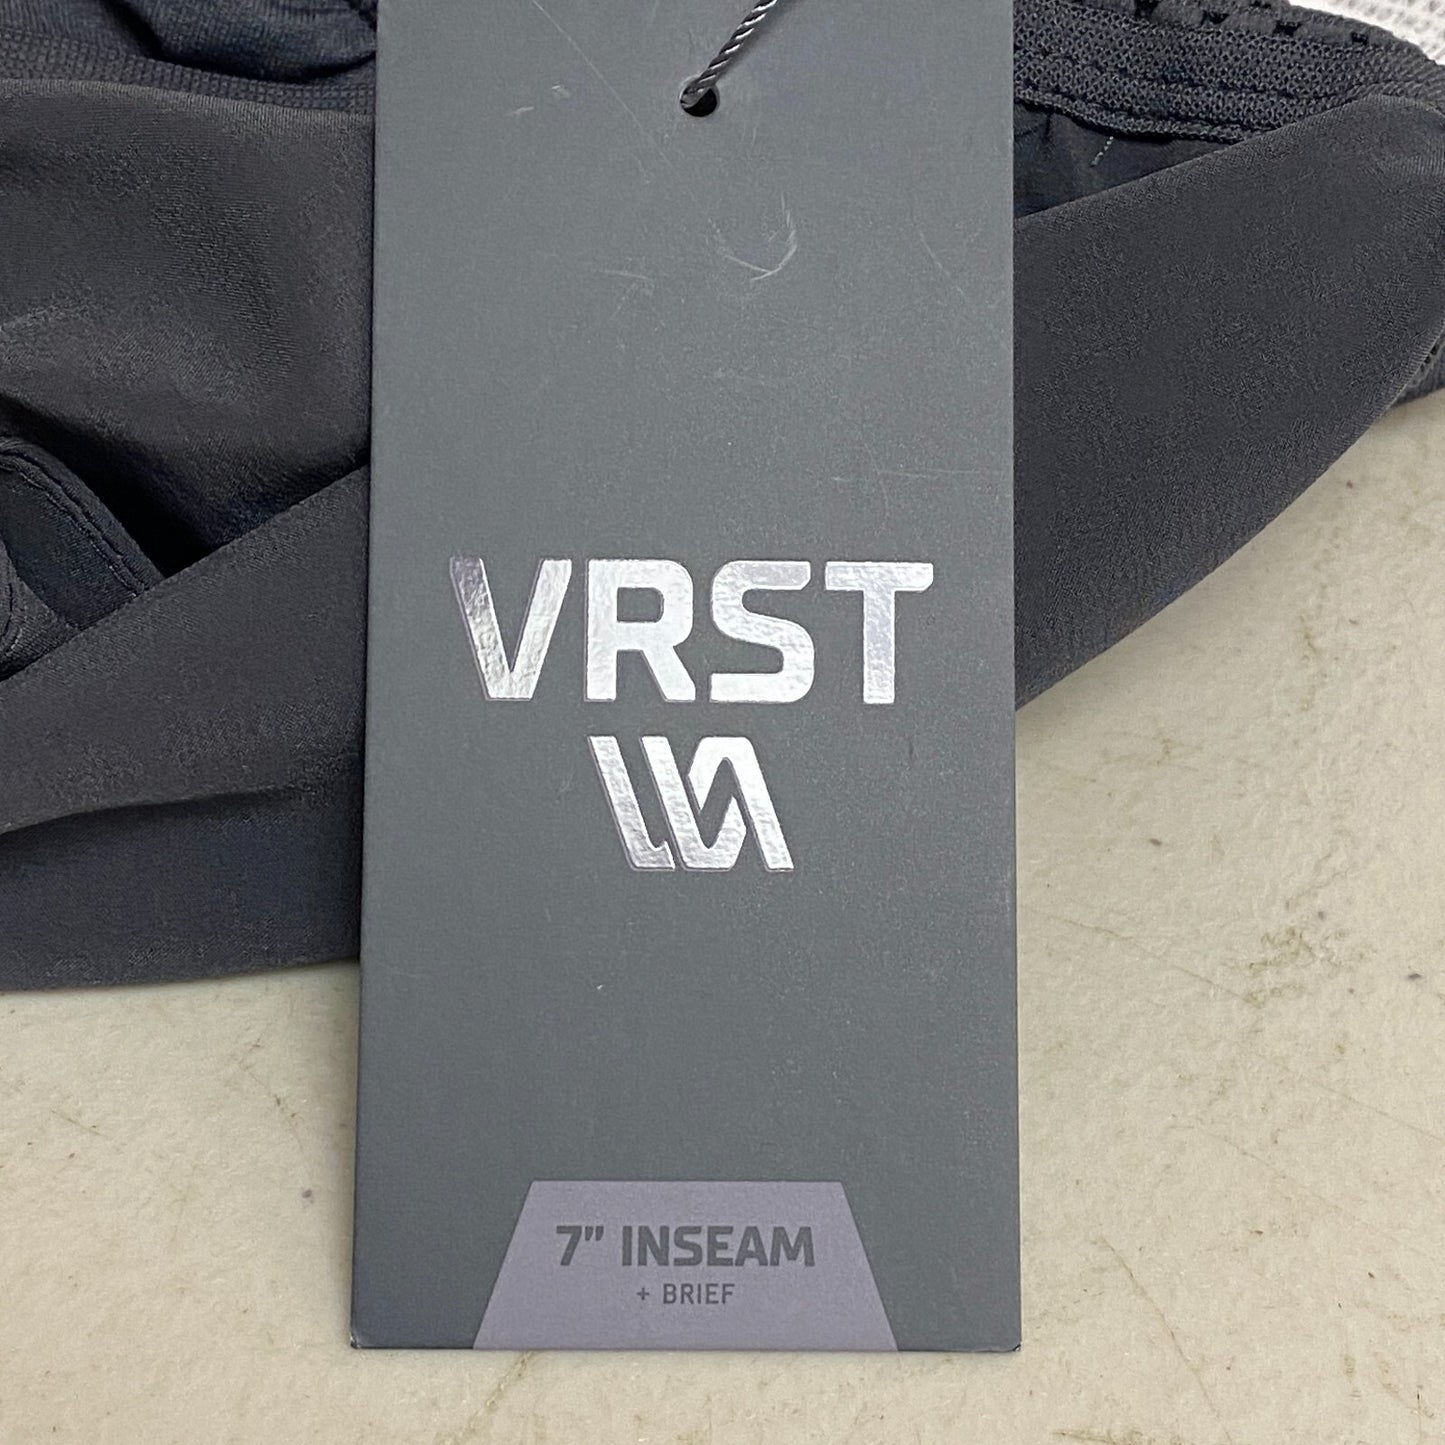 VRST
7" INSEAM
+ BRIEF